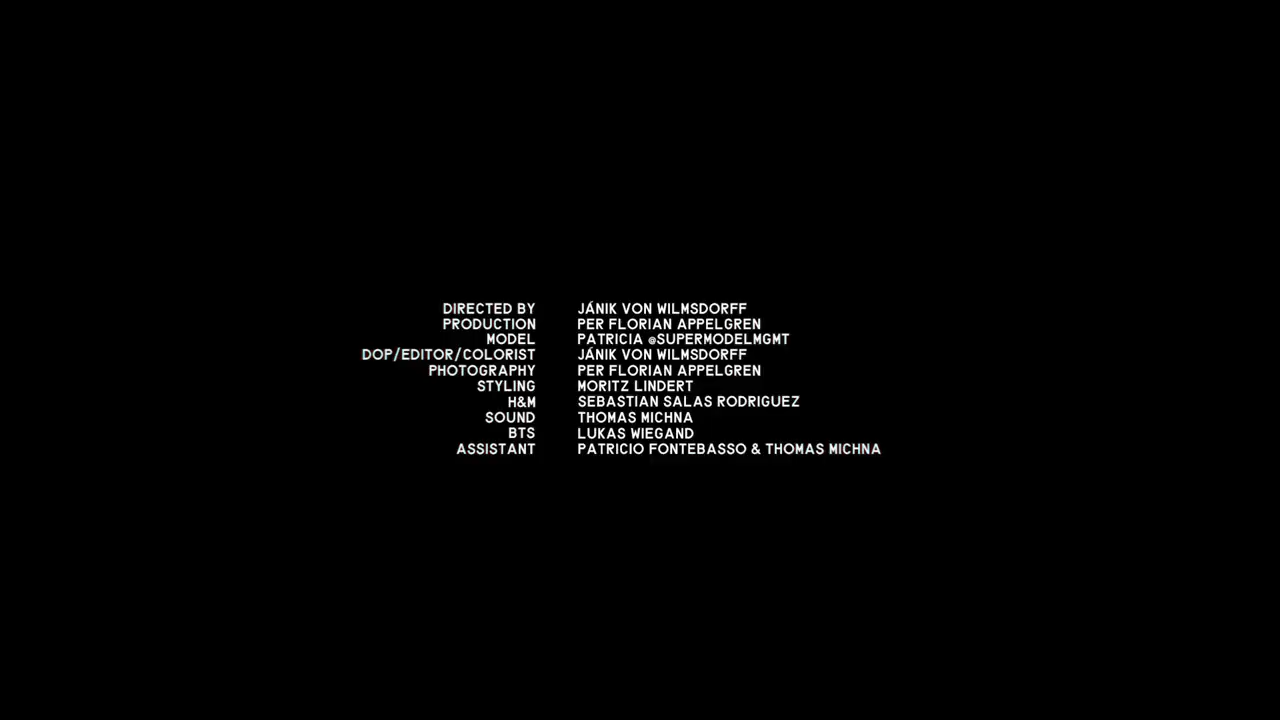 DIRECTED BY JÁNIK VON WILMSDORFF
PRODUCTION PER FLORIAN APPELGREN
MODEL PATRICIA @SUPERMODELMGMT
DOP/EDITOR/COLORIST JÁNIK VON WILMSDORFF
PHOTOGRAPHY PER FLORIAN APPELGREN
STYLING MORITZ LINDERT
H&M SEBASTIAN SALAS RODRIGUEZ
SOUND THOMAS MICHNA
BTS LUKAS WIEGAND
ASSISTANT PATRICIO FONTEBASSO & THOMAS MICHNA